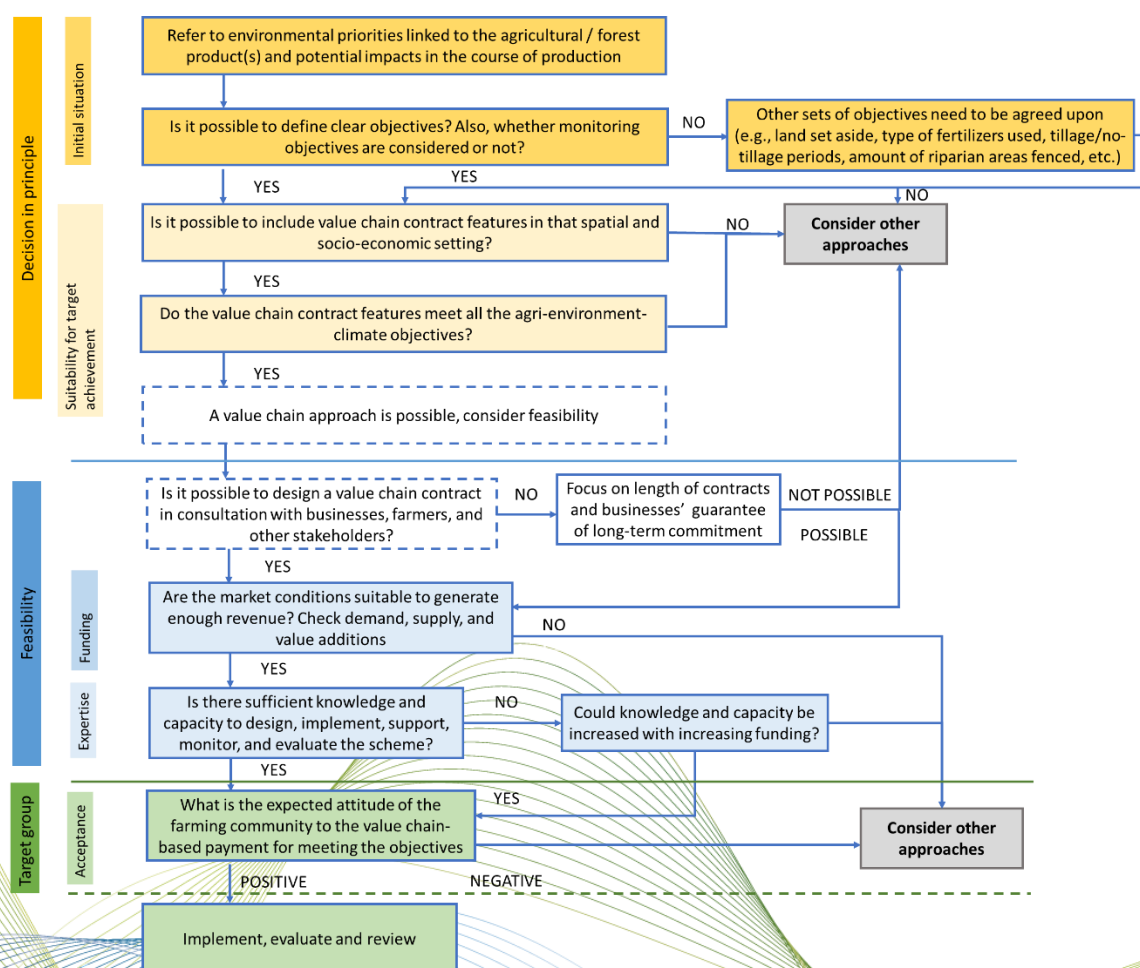 Decision in principle
Initial situation
Refer to environmental priorities linked to the agricultural / forest
product(s) and potential impacts in the course of production
Is it possible to define clear objectives? Also, whether monitoring
objectives are considered or not?
NO
Other sets of objectives need to be agreed upon
(e.g., land set aside, type of fertilizers used, tillage/no-
tillage periods, amount of riparian areas fenced, etc.)
YES
YES
NO
Suitability for target
achievement
Is it possible to include value chain contract features in that spatial and
socio-economic setting?
NO
Consider other
approaches
YES
Do the value chain contract features meet all the agri-environment-
climate objectives?
YES
A value chain approach is possible, consider feasibility
Feasibility
Is it possible to design a value chain contract
in consultation with businesses, farmers, and
other stakeholders?
NO
Focus on length of contracts
and businesses' guarantee
of long-term commitment
NOT POSSIBLE
POSSIBLE
YES
Funding
Are the market conditions suitable to generate
enough revenue? Check demand, supply, and
value additions
NO
YES
Expertise
Is there sufficient knowledge and
capacity to design, implement, support,
monitor, and evaluate the scheme?
NO
Could knowledge and capacity be
increased with increasing funding?
YES
Target group
Acceptance
What is the expected attitude of the
farming community to the value chain-
based payment for meeting the objectives
YES
Consider other
approaches
POSITIVE
NEGATIVE
Implement, evaluate and review